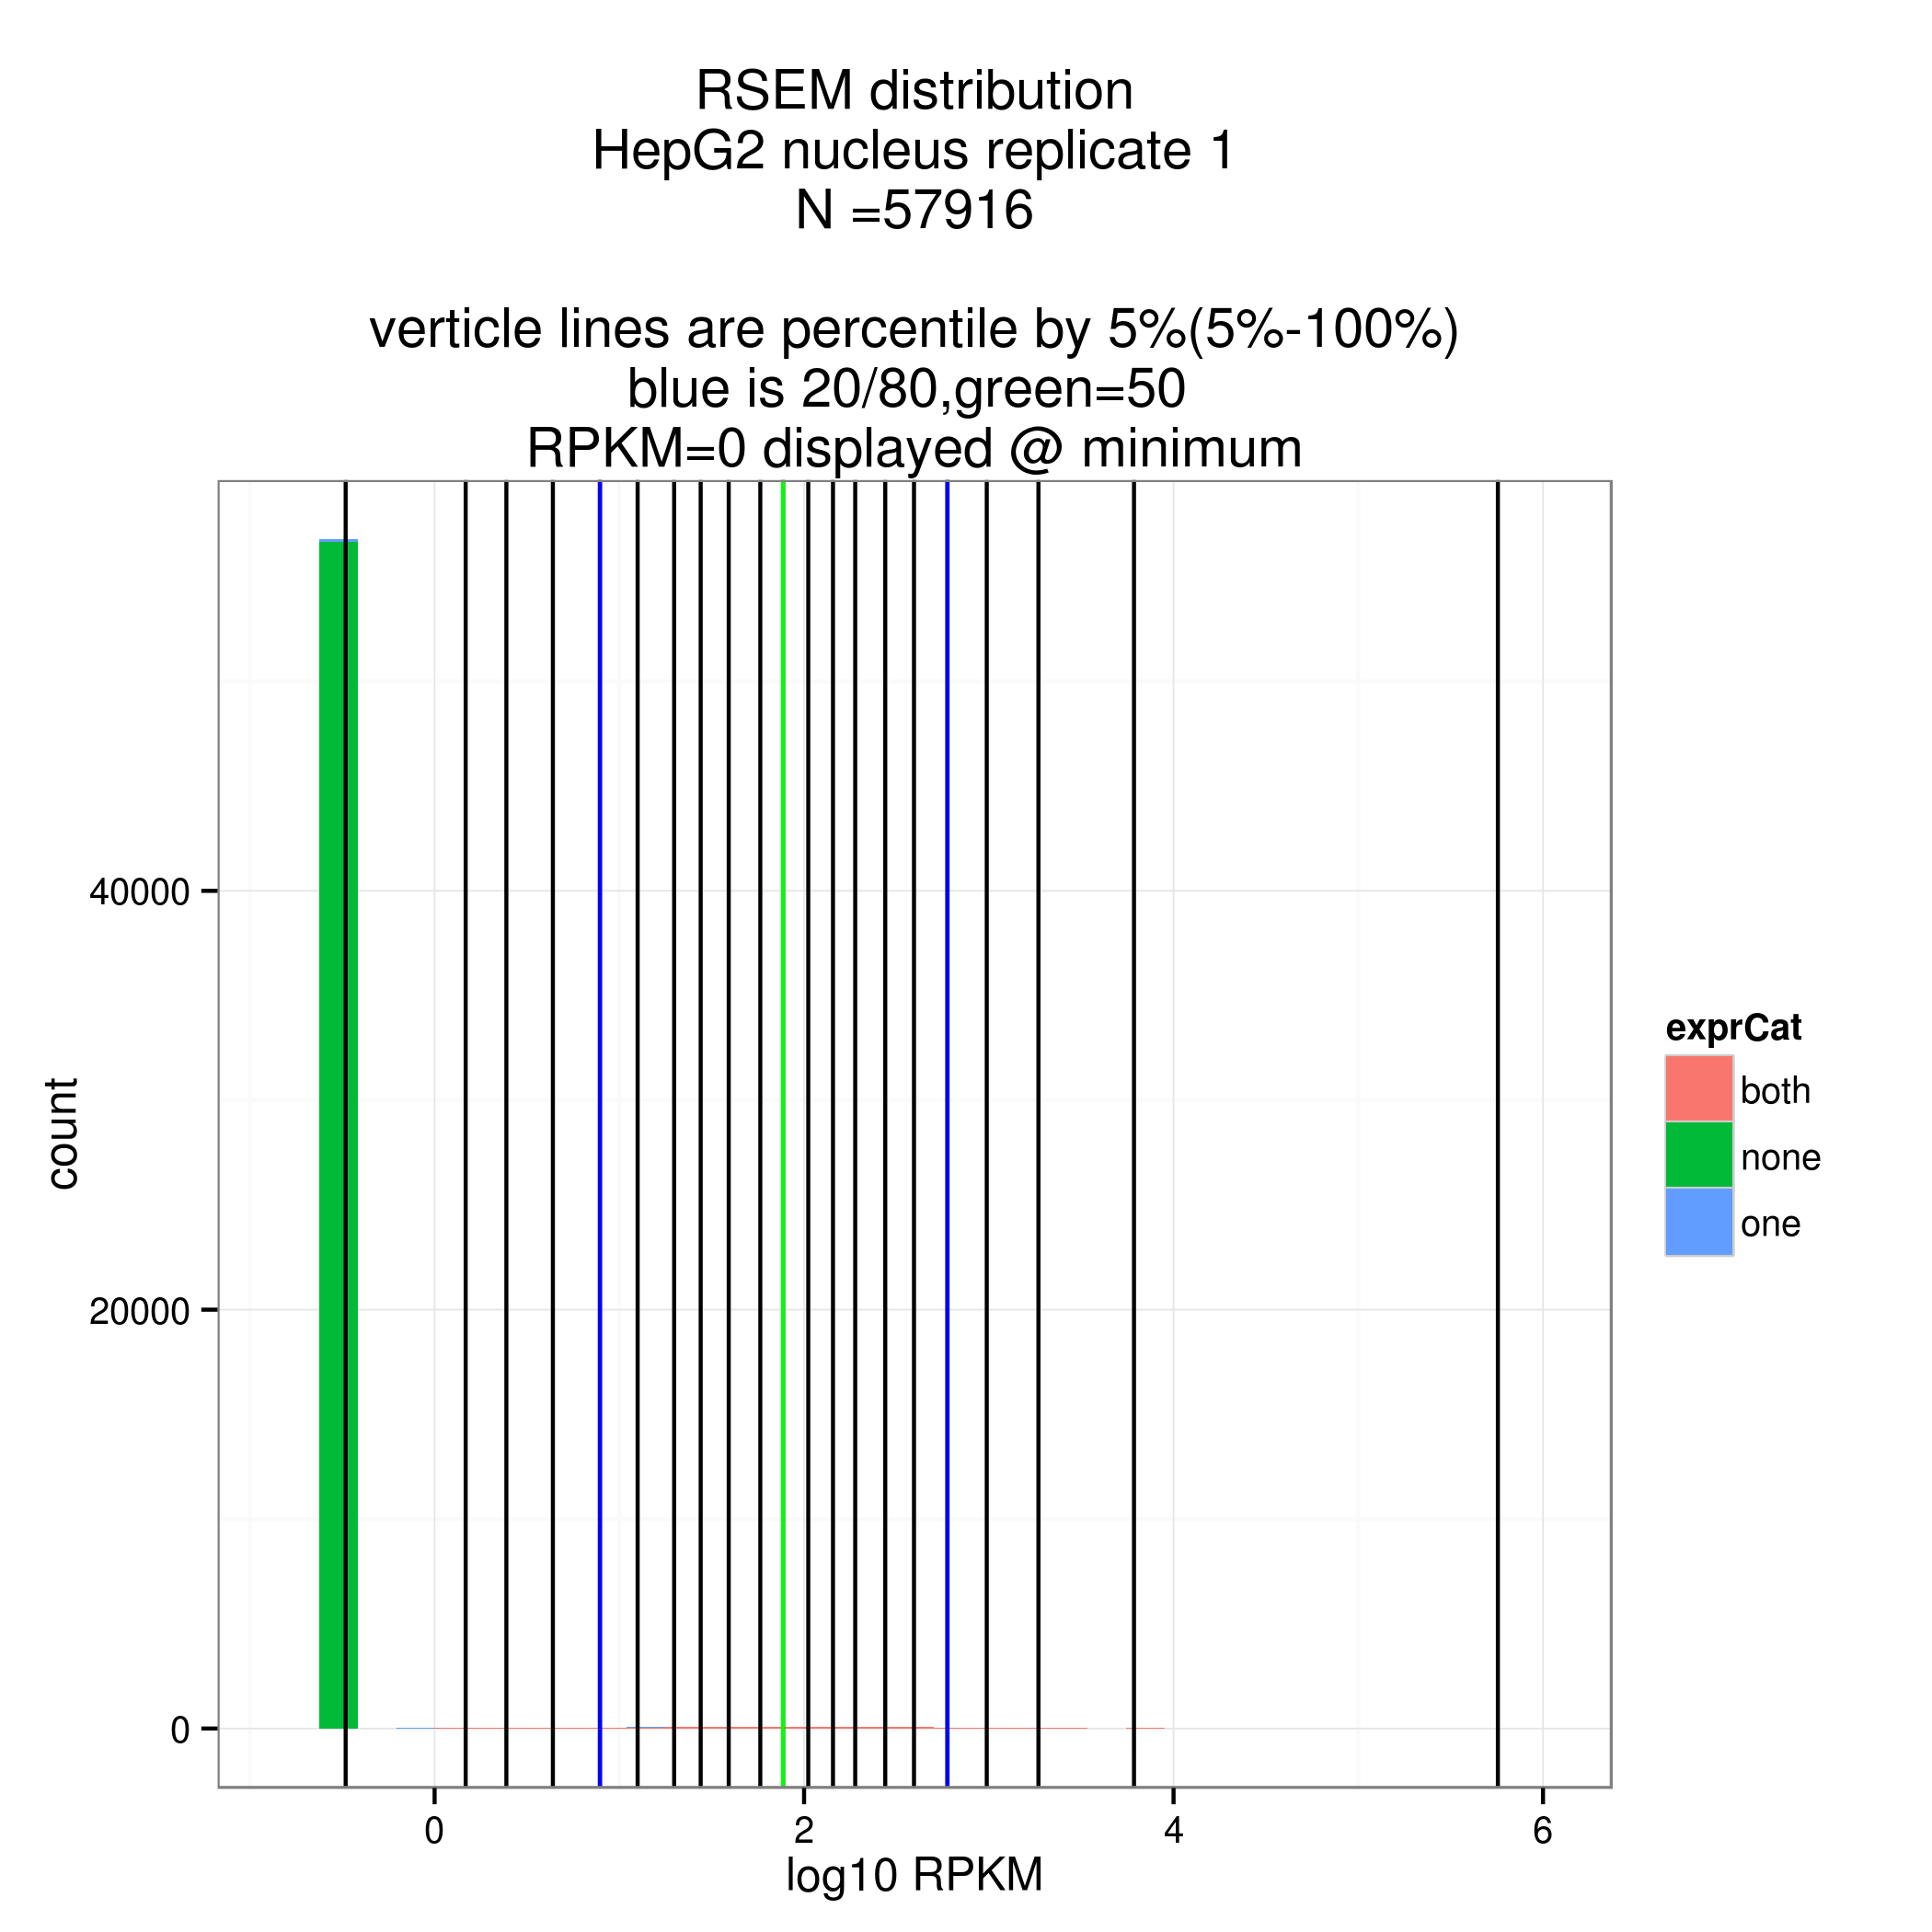 RSEM distribution
HepG2 nucleus replicate 1
N =57916
verticle lines are percentile by 5%(5%-100%)
blue is 20/80,green=50
RPKM=0 displayed @ minimum
40000
20000
0
count
0
2
4
6
log10 RPKM
exprCat
both
none
one